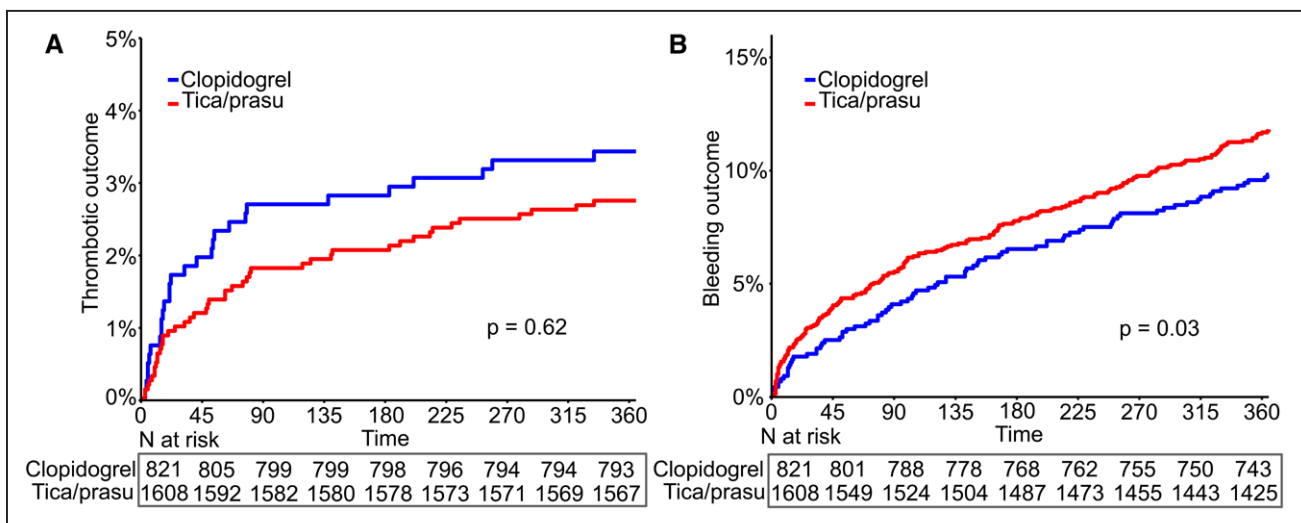 A
5%
4%
3%
2%
1%
0%
Thrombotic outcome
Clopidogrel
Tica/prasu
p = 0.62
0 45 90 135 180 225 270 315 360
N at risk Time
Clopidogrel 821 805 799 799 798 796 794 794 793
Tica/prasu 1608 1592 1582 1580 1578 1573 1571 1569 1567
B
15%
10%
5%
0%
Bleeding outcome
Clopidogrel
Tica/prasu
p = 0.03
0 45 90 135 180 225 270 315 360
N at risk Time
Clopidogrel 821 801 788 778 768 762 755 750 743
Tica/prasu 1608 1549 1524 1504 1487 1473 1455 1443 1425